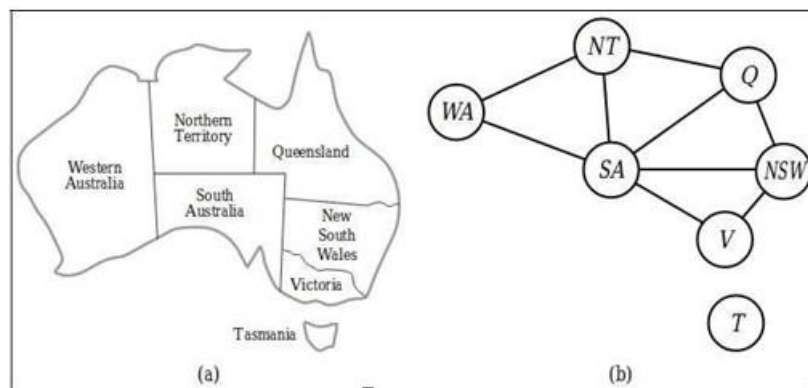 Northern
Territory
Western
Australia
Queensland
South
Australia
New
South
Wales
Victoria
Tasmania
(a)
NT
Q
WA
SA
NSW
V
T
(b)